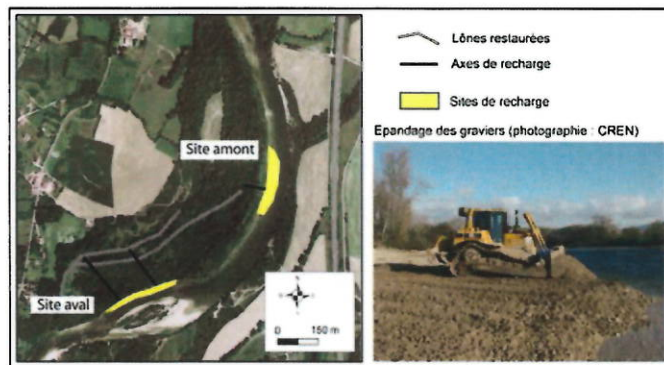 Site amont
Site aval
0 150 m
Lônes restaurées
Axes de recharge
Sites de recharge
Epandage des graviers (photographie : CREN)